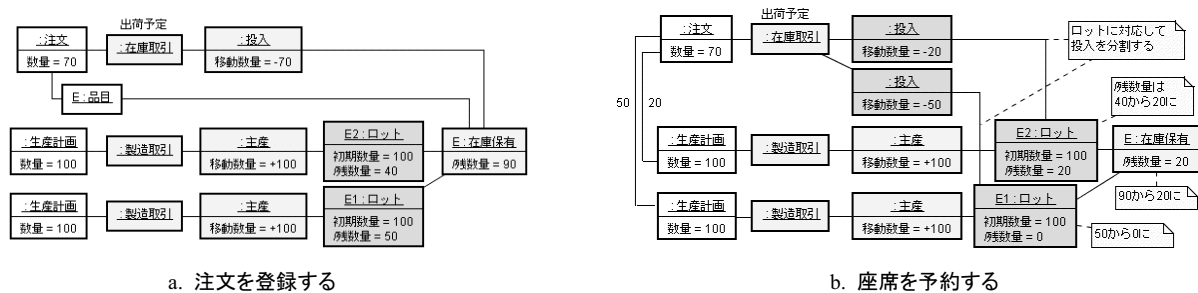 出荷予定
:注文
数量 = 70
:在庫取引
:投入
移動数量 = -70
E : 品目
:生産計画
数量 = 100
:製造取引
:主産
移動数量 = +100
E2 : ロット
初期数量 = 100
残数量 = 40
E : 在庫保有
残数量 = 90
:生産計画
数量 = 100
:製造取引
:主産
移動数量 = +100
E1 : ロット
初期数量 = 100
残数量 = 50
a. 注文を登録する
出荷予定
:注文
数量 = 70
:在庫取引
:投入
移動数量 = -20
ロットに対応して
投入を分割する
:投入
移動数量 = -50
50
20
残数量は
40から20に
:生産計画
数量 = 100
:製造取引
:主産
移動数量 = +100
E2 : ロット
初期数量 = 100
残数量 = 20
E : 在庫保有
残数量 = 20
:生産計画
数量 = 100
:製造取引
:主産
移動数量 = +100
E1 : ロット
初期数量 = 100
残数量 = 0
90から20に
50から0に
b. 座席を予約する